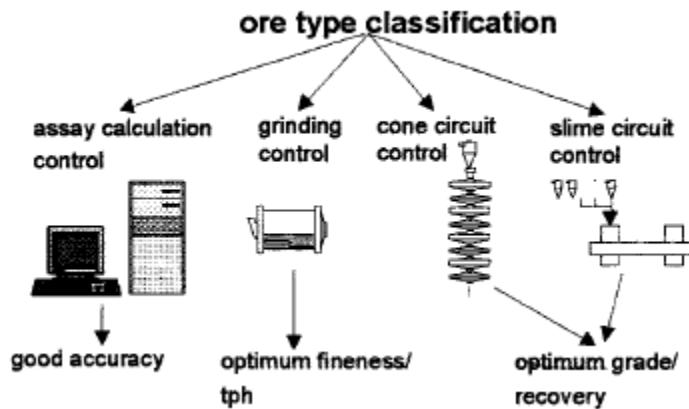 ore type classification
assay calculation
control
grinding
control
cone circuit
control
slime circuit
control
good accuracy
optimum fineness/
tph
optimum grade/
recovery